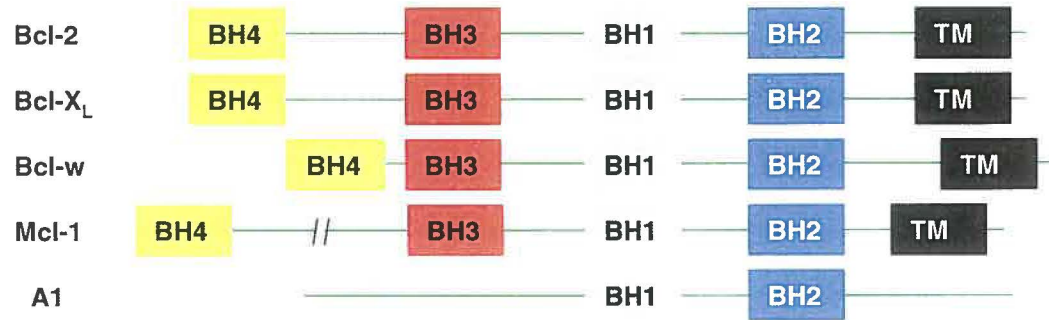 Bcl-2 BH4 BH3 BH1 BH2 TM
Bcl-X_L BH4 BH3 BH1 BH2 TM
Bcl-w BH4 BH3 BH1 BH2 TM
Mcl-1 BH4 // BH3 BH1 BH2 TM
A1 BH1 BH2